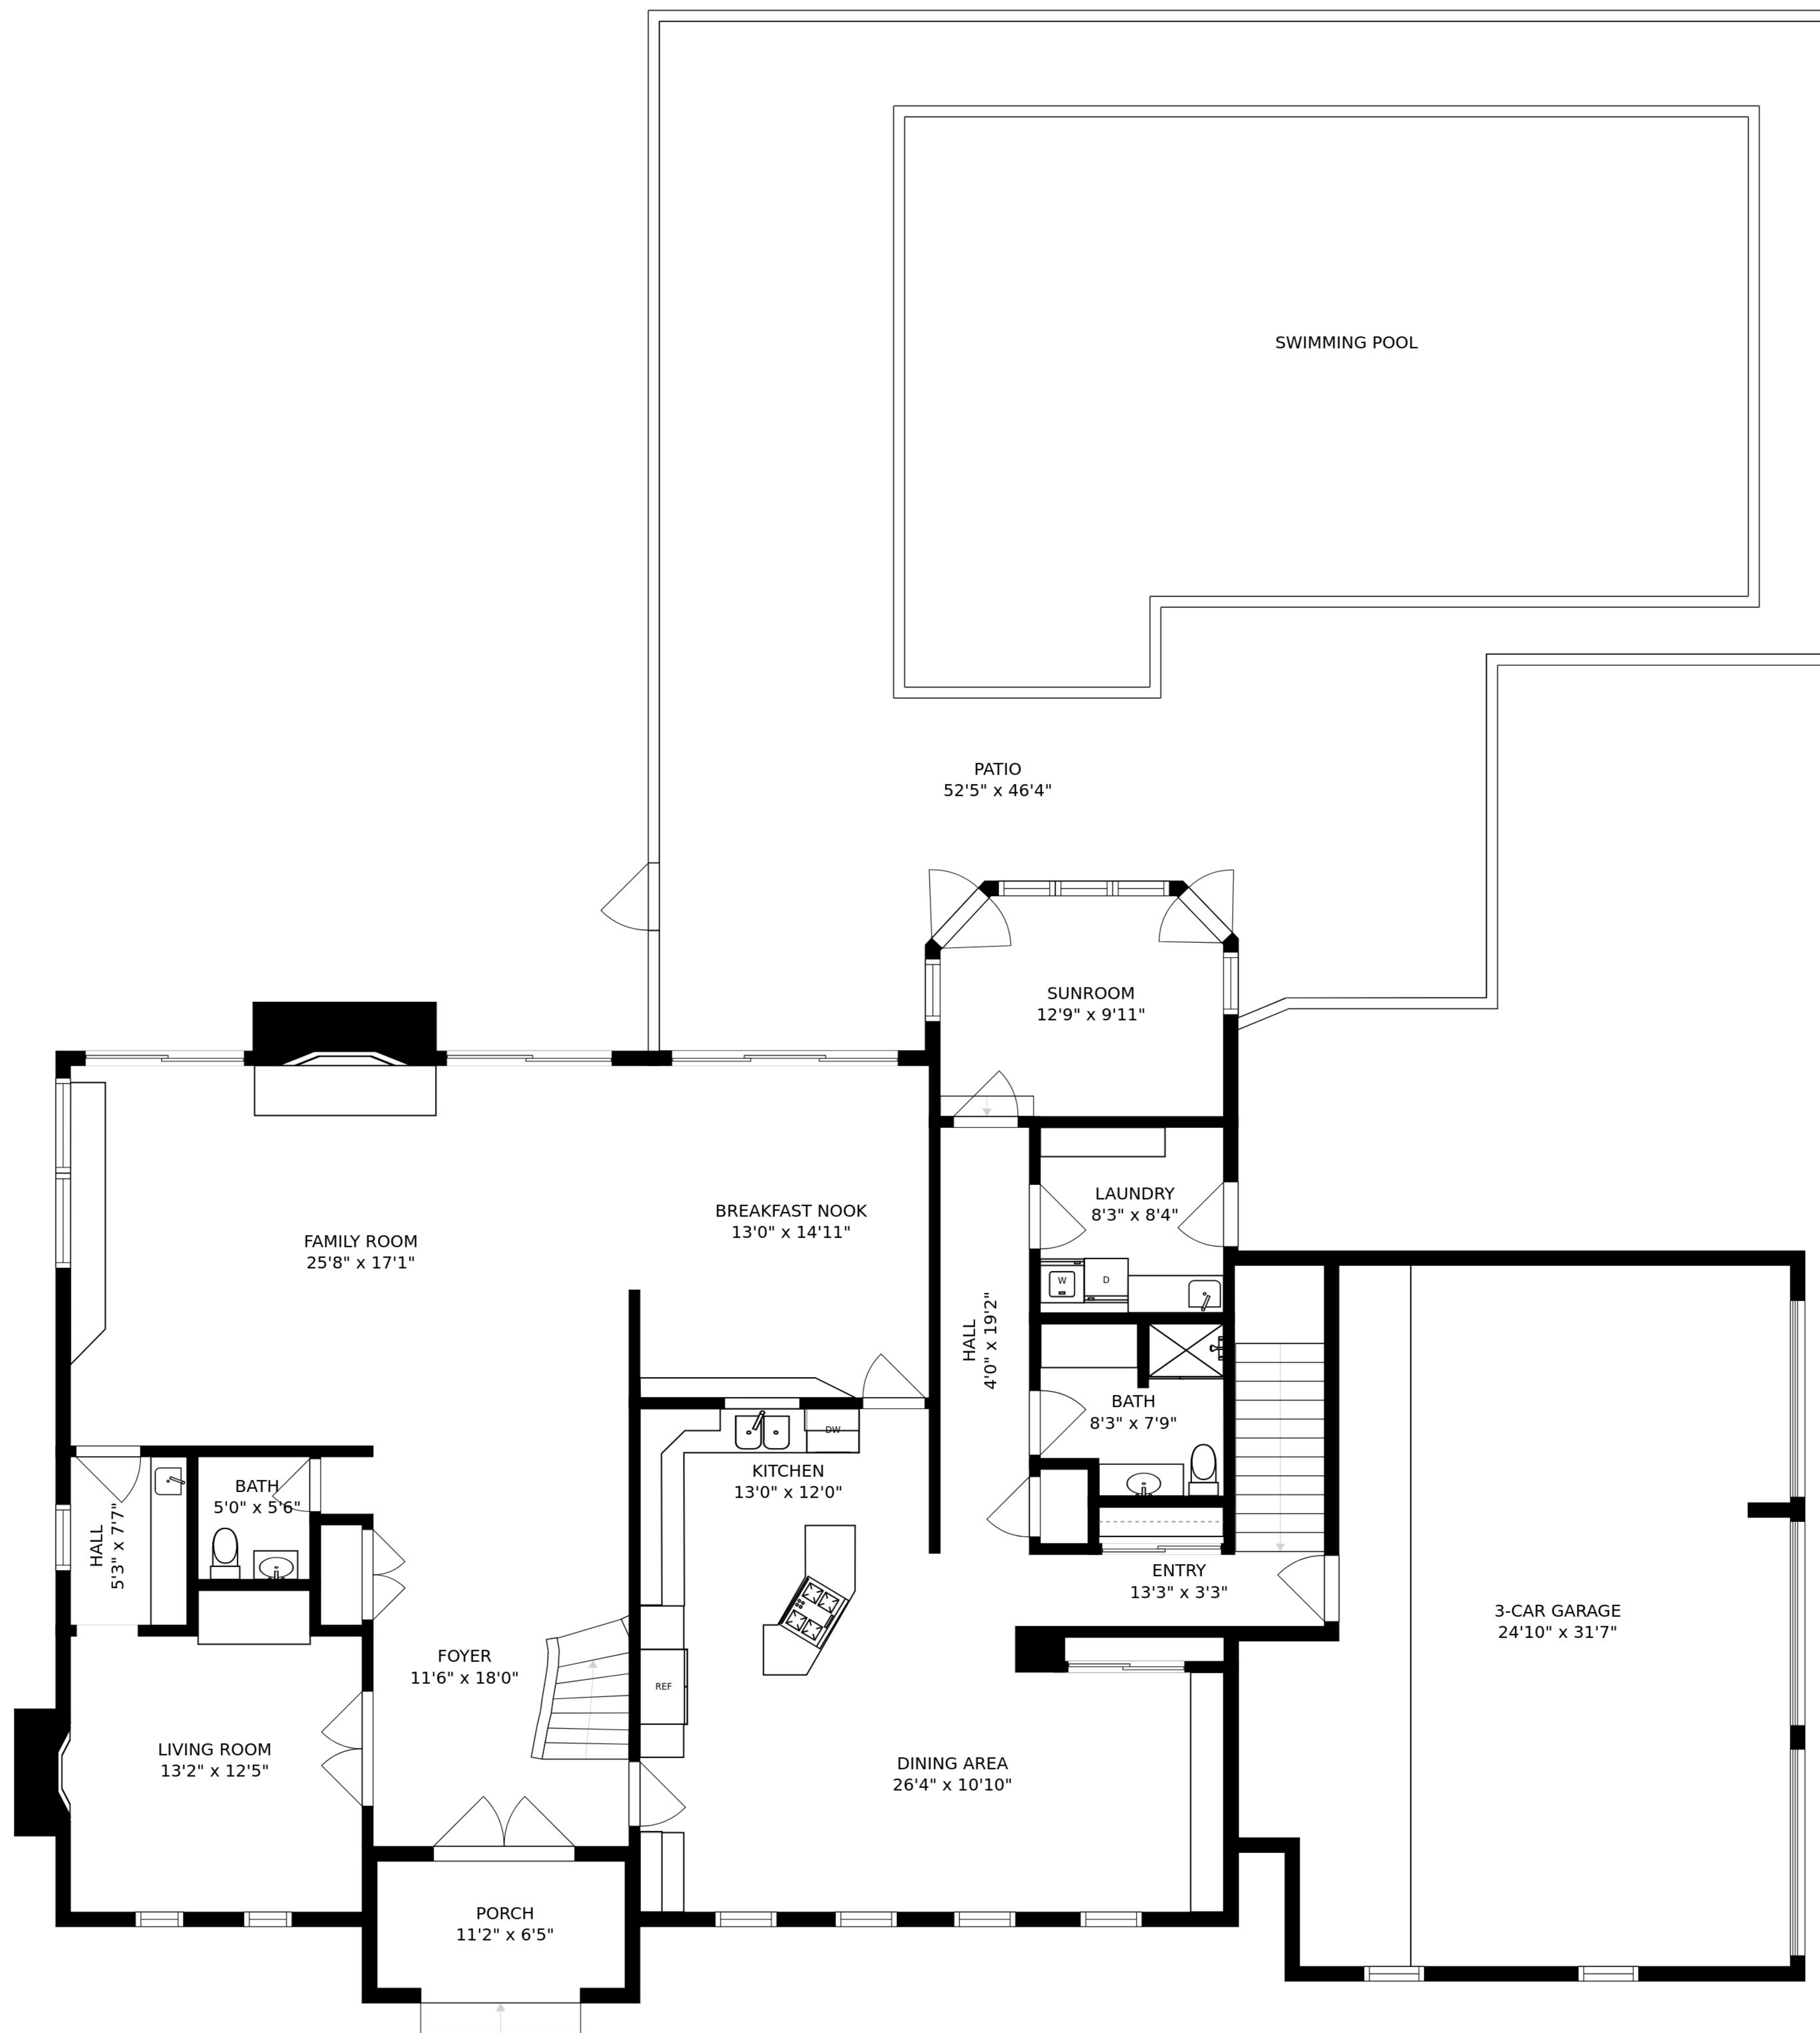 SWIMMING POOL
PATIO
52'5" x 46'4"
SUNROOM
12'9" x 9'11"
LAUNDRY
8'3" x 8'4"
BREAKFAST NOOK
13'0" x 14'11"
FAMILY ROOM
25'8" x 17'1"
W
D
HALL
4'0" x 19'2"
BATH
8'3" x 7'9"
DW
KITCHEN
13'0" x 12'0"
BATH
5'0" x 5'6"
HALL
5'3" x 7'7"
ENTRY
13'3" x 3'3"
3-CAR GARAGE
24'10" x 31'7"
FOYER
11'6" x 18'0"
REF
LIVING ROOM
13'2" x 12'5"
DINING AREA
26'4" x 10'10"
PORCH
11'2" x 6'5"